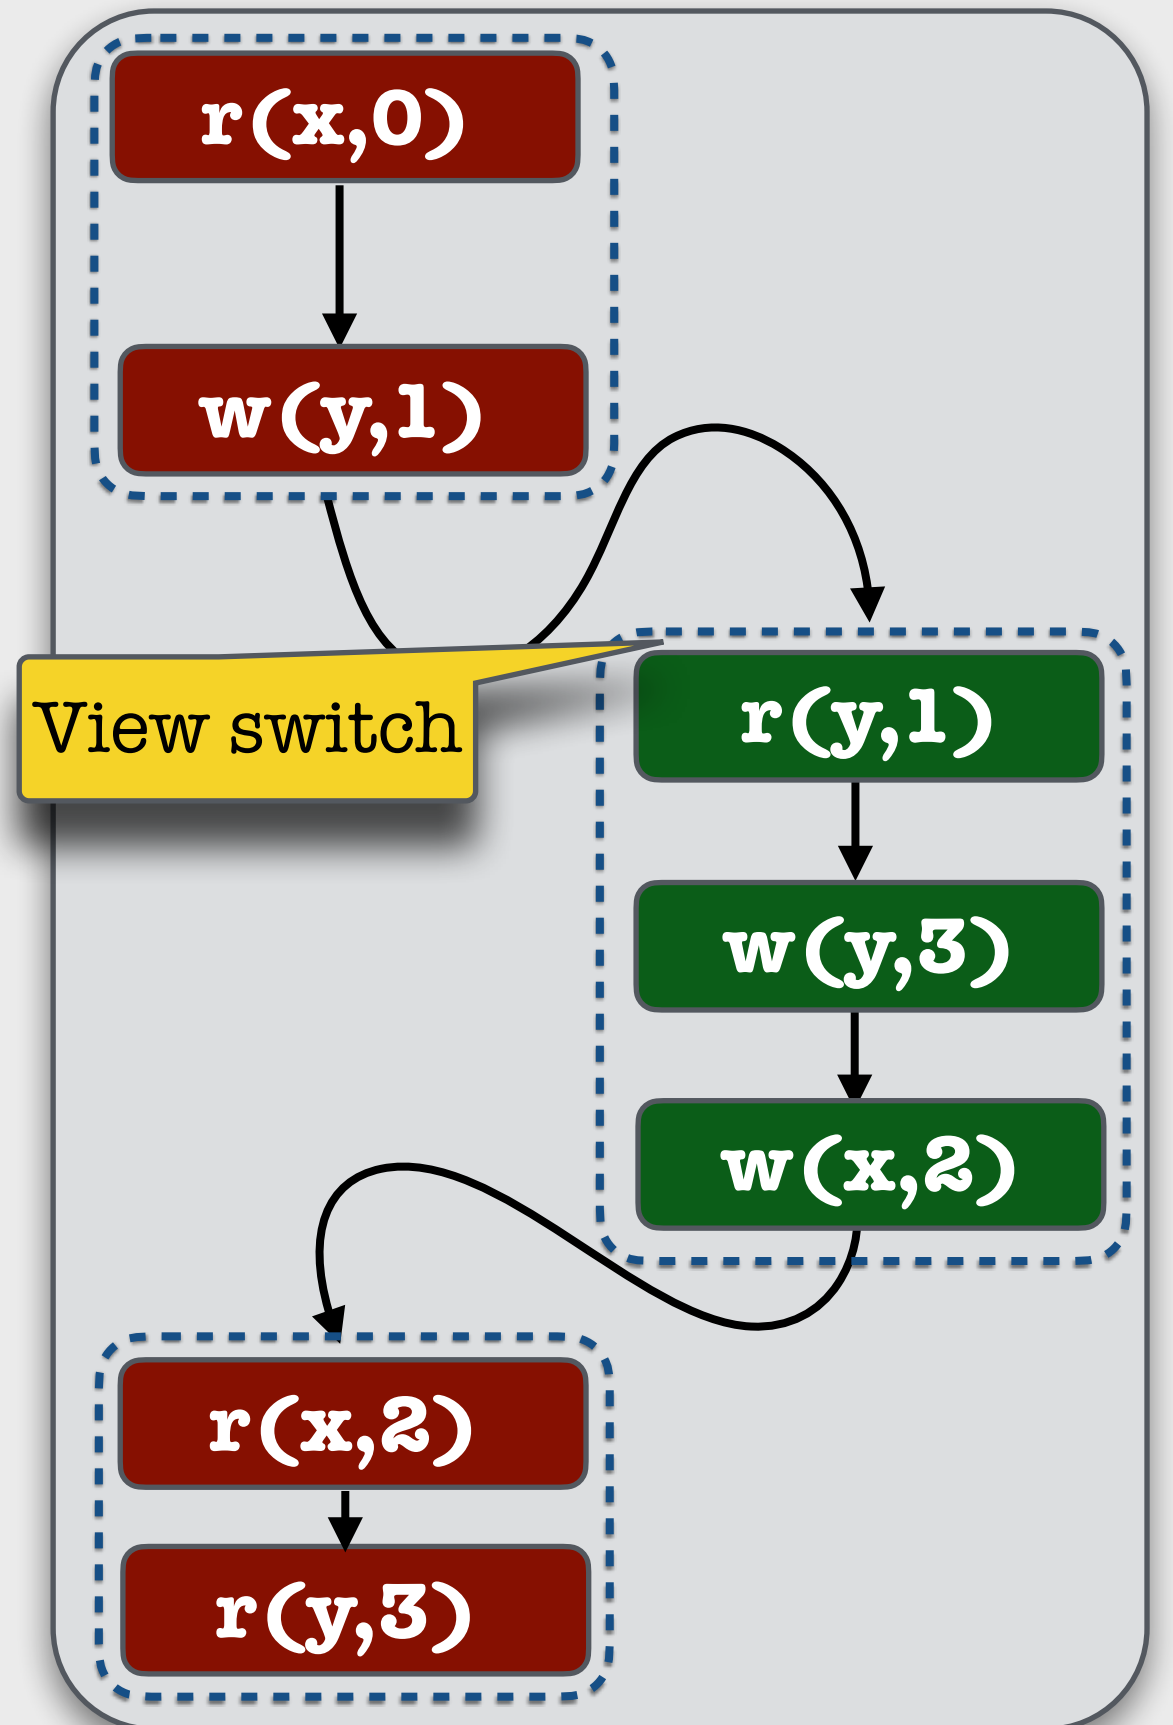 r(x,0)
w(y,1)
View switch
r(y,1)
w(y,3)
w(x,2)
r(x,2)
r(y,3)